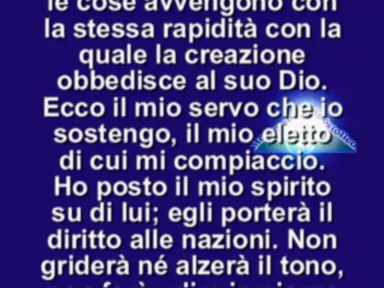 le cose avvengono con
la stessa rapidità con la
quale la creazione
obbedisce al suo Dio.
Ecco il mio servo che io
sostengo, il mio eletto
di cui mi compiaccio.
Ho posto il mio spirito
su di lui; egli porterà il
diritto alle nazioni. Non
griderà né alzerà il tono,